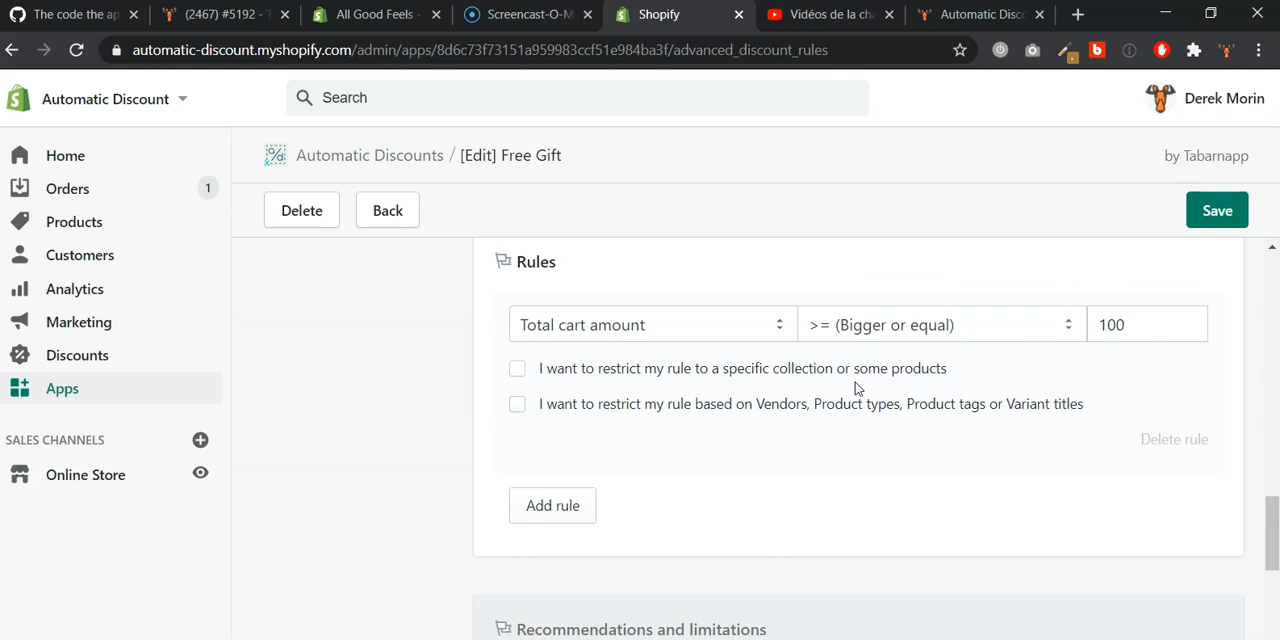 The code the ap
(2467) #5192 - T
All Good Feels -
Screencast-O-M
Shopify
Vidéos de la cha
Automatic Disc
automatic-discount.myshopify.com/admin/apps/8d6c73f73151a959983ccf51e984ba3f/advanced_discount_rules
Automatic Discount
Search
Derek Morin
Home
Orders
1
Products
Customers
Analytics
Marketing
Discounts
Apps
SALES CHANNELS
Online Store
Automatic Discounts / [Edit] Free Gift
by Tabarnapp
Delete
Back
Save
Rules
Total cart amount
>= (Bigger or equal)
100
I want to restrict my rule to a specific collection or some products
I want to restrict my rule based on Vendors, Product types, Product tags or Variant titles
Delete rule
Add rule
Recommendations and limitations